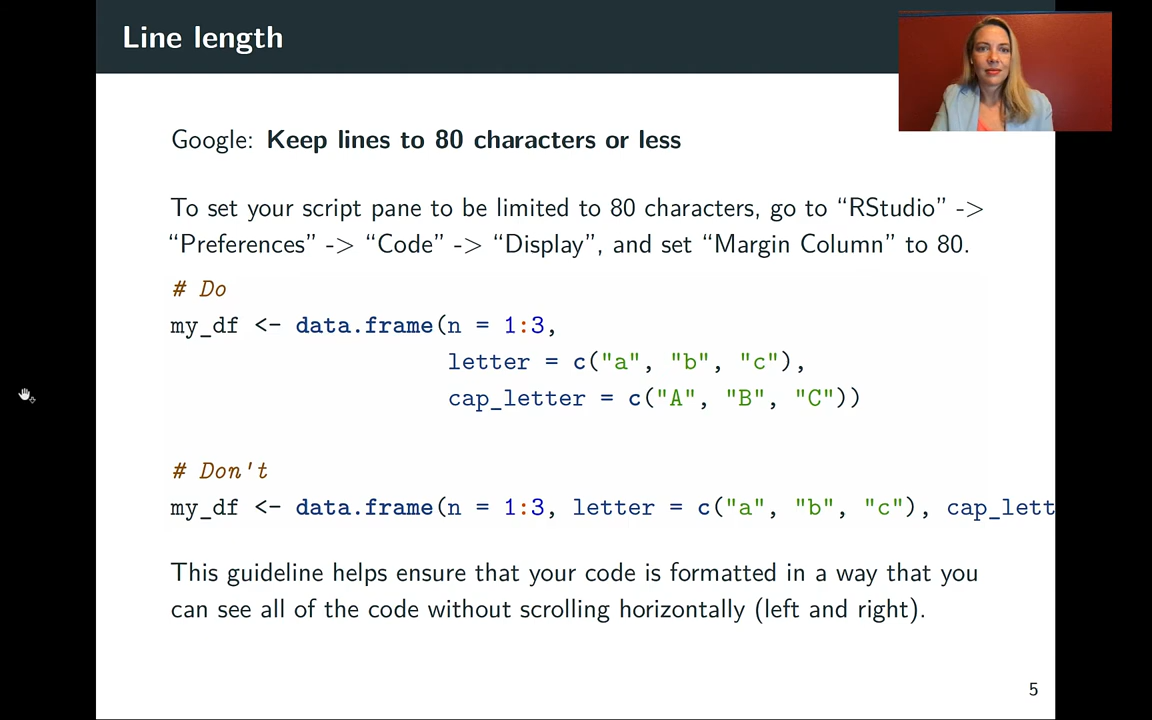 Line length
Google: Keep lines to 80 characters or less
To set your script pane to be limited to 80 characters, go to “RStudio” ->
“Preferences” -> “Code” -> “Display”, and set “Margin Column” to 80.
# Do
my_df <- data.frame(n = 1:3,
letter = c("a", "b", "c"),
cap_letter = c("A", "B", "C"))
# Don't
my_df <- data.frame(n = 1:3, letter = c("a", "b", "c"), cap_lett
This guideline helps ensure that your code is formatted in a way that you
can see all of the code without scrolling horizontally (left and right).
5